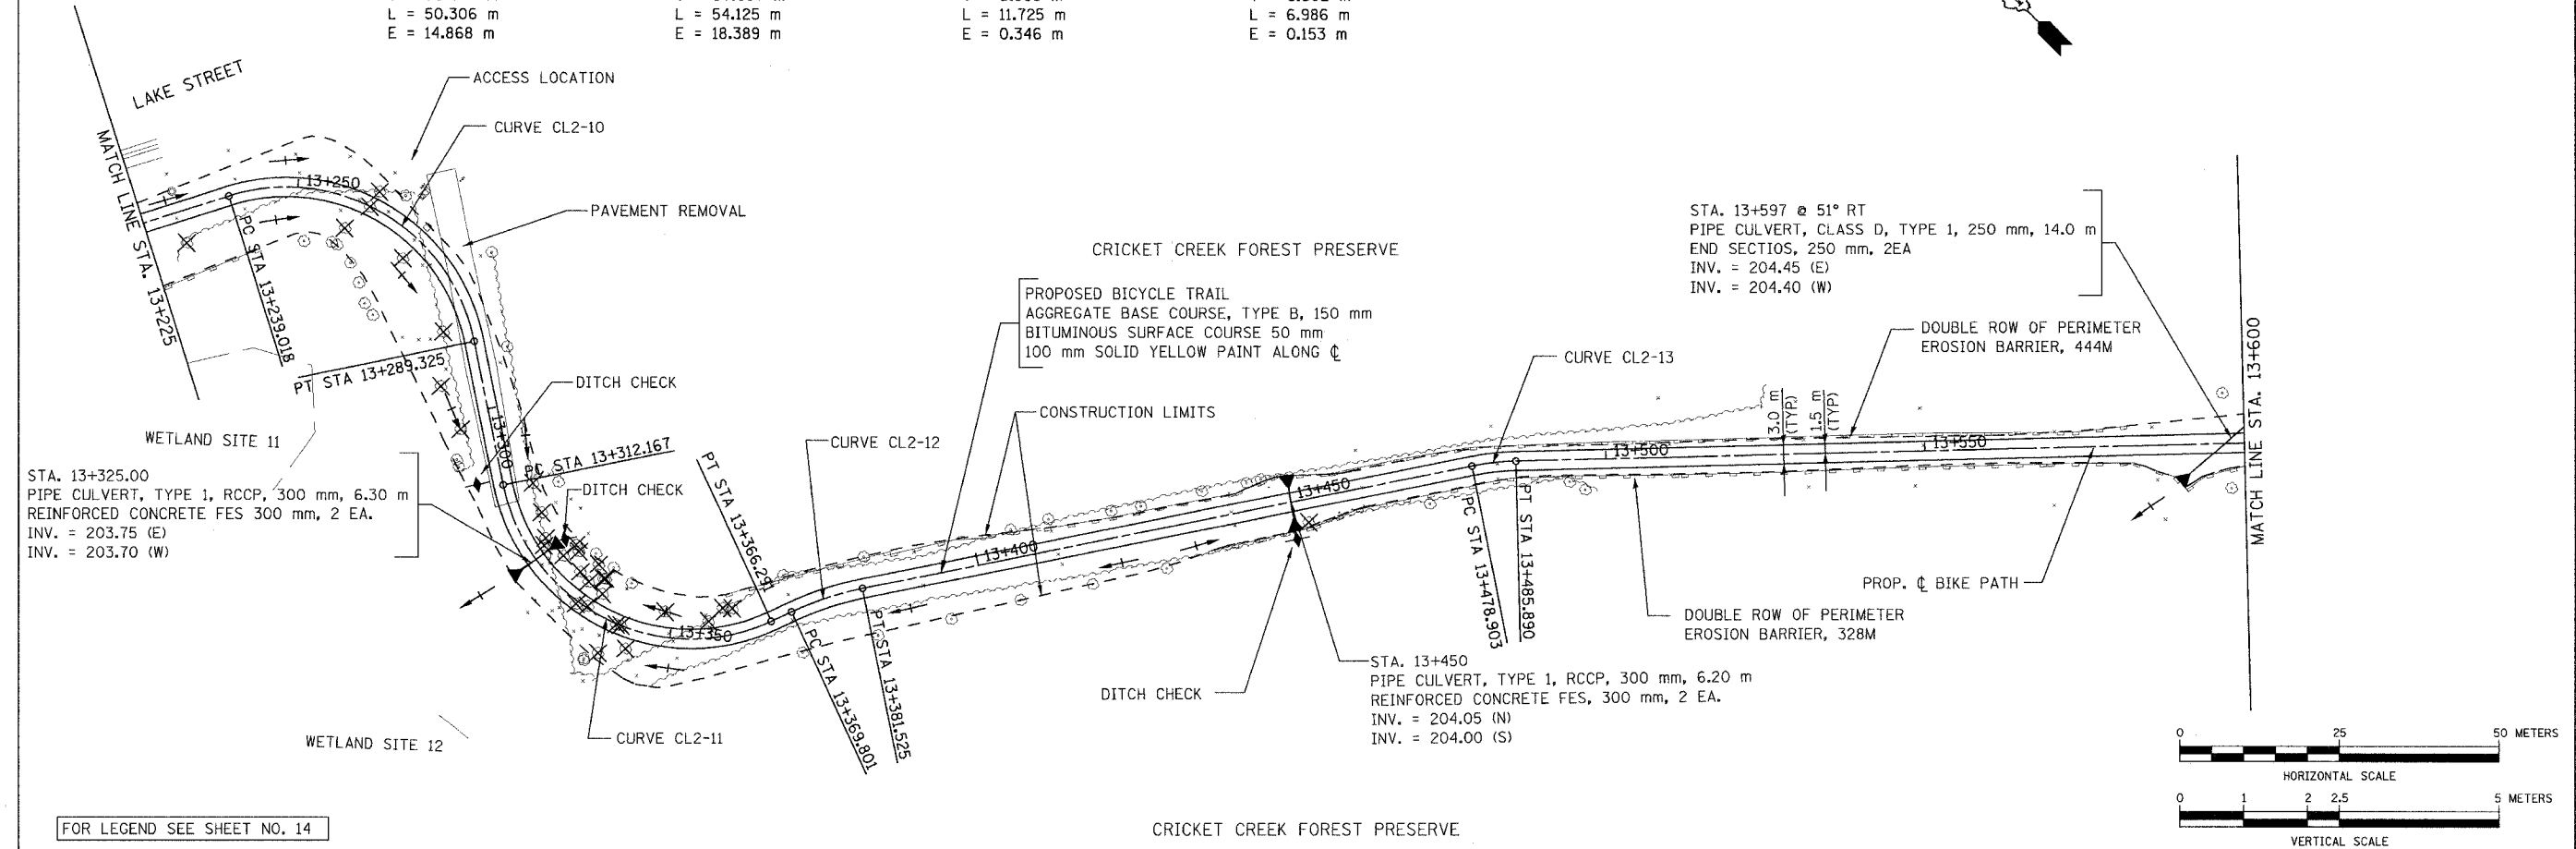 L = 50.306 m
E = 14.868 m
L = 54.125 m
E = 18.389 m
L = 11.725 m
E = 0.346 m
L = 6.986 m
E = 0.153 m
LAKE STREET
ACCESS LOCATION
CURVE CL2-10
MATCH LINE STA. 13+225
13+250
PAVEMENT REMOVAL
PC STA 13+239.018
PT STA 13+289.325
DITCH CHECK
WETLAND SITE 11
13+300
PC STA 13+312.167
DITCH CHECK
STA. 13+325.00
PIPE CULVERT, TYPE 1, RCCP, 300 mm, 6.30 m
REINFORCED CONCRETE FES 300 mm, 2 EA.
INV. = 203.75 (E)
INV. = 203.70 (W)
PT STA 13+366.291
CURVE CL2-12
13+350
PC STA 13+369.801
PT STA 13+381.525
CURVE CL2-11
WETLAND SITE 12
CRICKET CREEK FOREST PRESERVE
PROPOSED BICYCLE TRAIL
AGGREGATE BASE COURSE, TYPE B, 150 mm
BITUMINOUS SURFACE COURSE 50 mm
100 mm SOLID YELLOW PAINT ALONG ℄
CONSTRUCTION LIMITS
13+400
13+450
CURVE CL2-13
PC STA 13+478.903
PT STA 13+485.890
DITCH CHECK
STA. 13+450
PIPE CULVERT, TYPE 1, RCCP, 300 mm, 6.20 m
REINFORCED CONCRETE FES, 300 mm, 2 EA.
INV. = 204.05 (N)
INV. = 204.00 (S)
STA. 13+597 @ 51° RT
PIPE CULVERT, CLASS D, TYPE 1, 250 mm, 14.0 m
END SECTIOS, 250 mm, 2EA
INV. = 204.45 (E)
INV. = 204.40 (W)
DOUBLE ROW OF PERIMETER
EROSION BARRIER, 444M
3.0 m
(TYP)
1.5 m
(TYP)
13+500
13+550
PROP. ℄ BIKE PATH
DOUBLE ROW OF PERIMETER
EROSION BARRIER, 328M
MATCH LINE STA. 13+600
0 25 50 METERS
HORIZONTAL SCALE
0 1 2 2.5 5 METERS
VERTICAL SCALE
FOR LEGEND SEE SHEET NO. 14
CRICKET CREEK FOREST PRESERVE